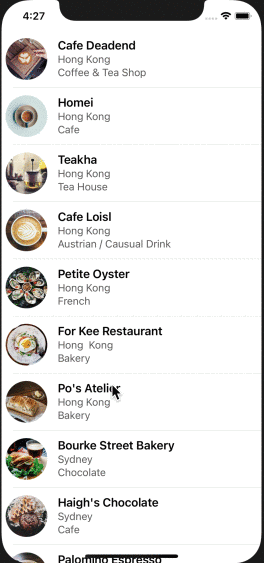 4:27
Cafe Deadend
Hong Kong
Coffee & Tea Shop
Homei
Hong Kong
Cafe
Teakha
Hong Kong
Tea House
Cafe Loisl
Hong Kong
Austrian / Causual Drink
Petite Oyster
Hong Kong
French
For Kee Restaurant
Hong  Kong
Bakery
Po's Atelier
Hong Kong
Bakery
Bourke Street Bakery
Sydney
Chocolate
Haigh's Chocolate
Sydney
Cafe
Palomino Espresso